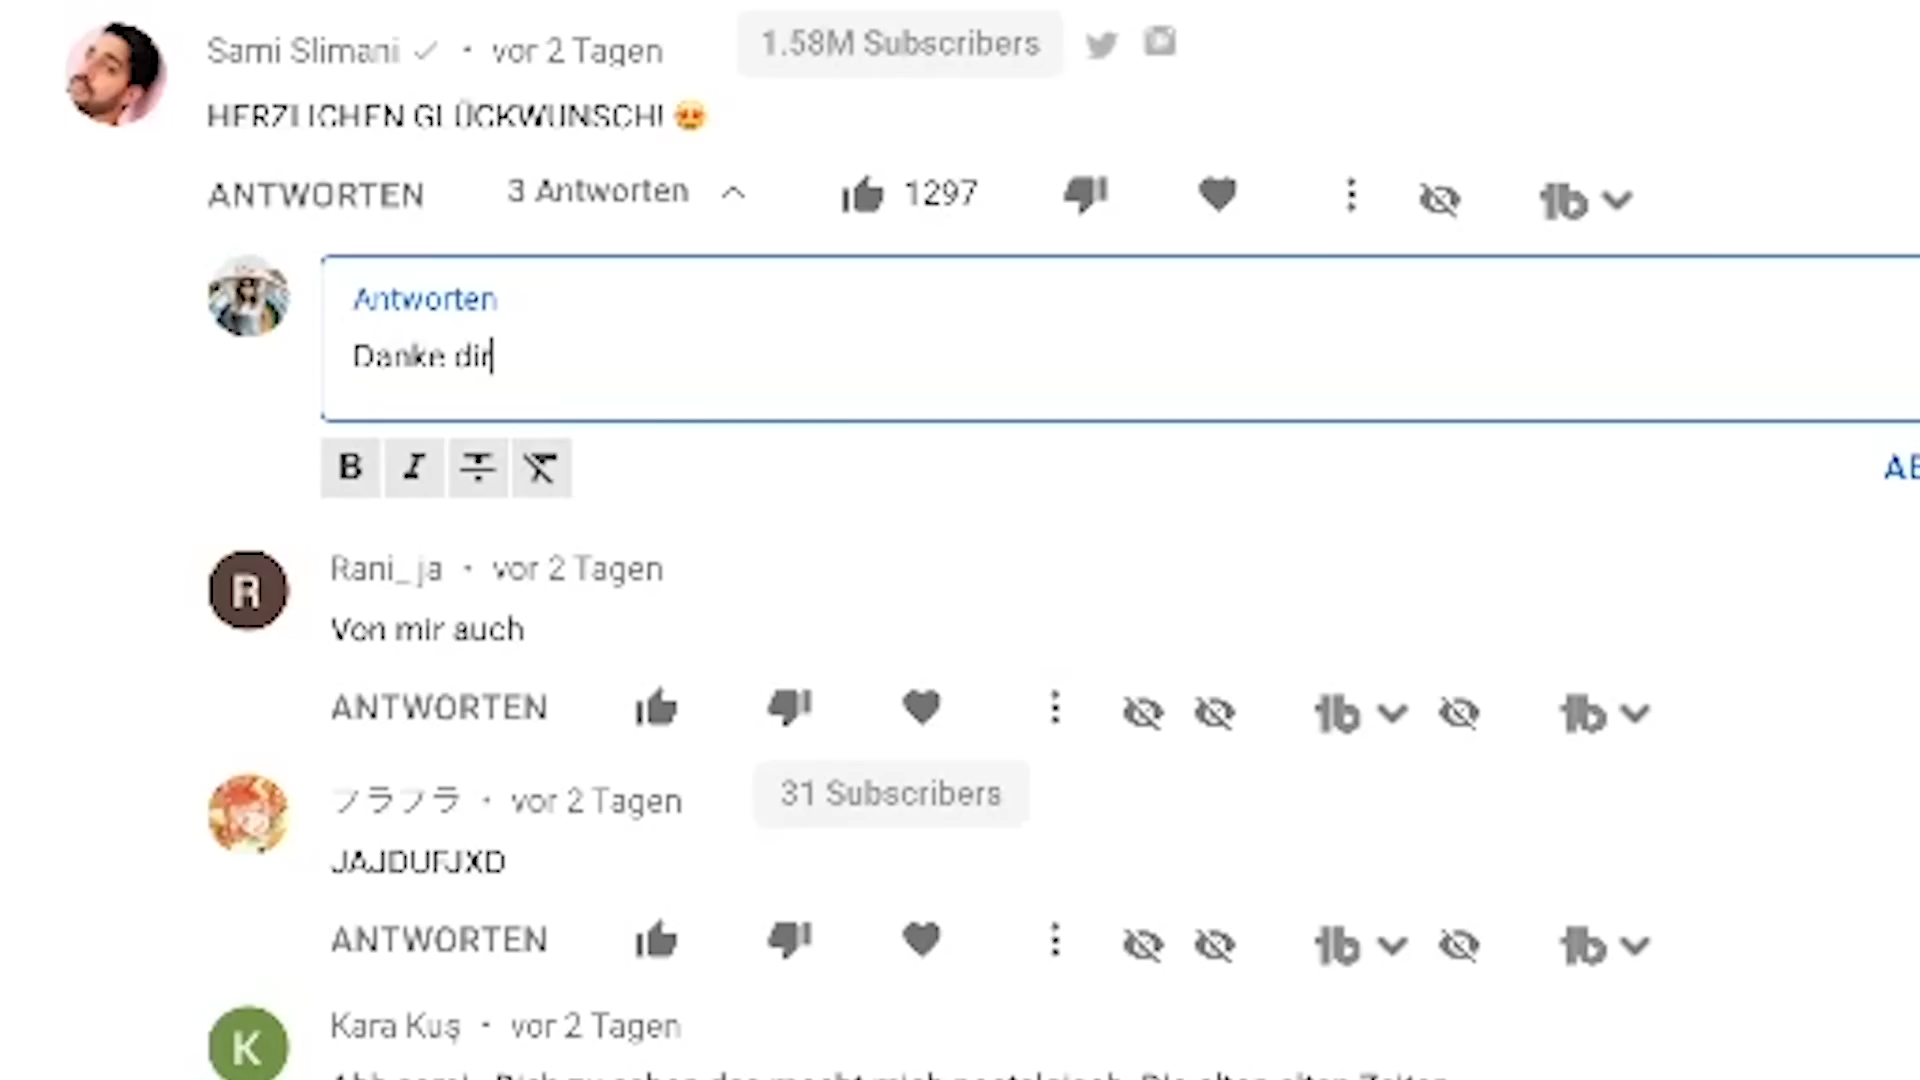 Sami Slimani ✓ • vor 2 Tagen 1.58M Subscribers
HERZLICHEN GLÜCKWUNSCH! 😍
ANTWORTEN 3 Antworten 1297
Antworten
Danke dir
B I
AB
R Rani_ja • vor 2 Tagen
Von mir auch
ANTWORTEN
フラフラ • vor 2 Tagen 31 Subscribers
JAJDUFJXD
ANTWORTEN
K Kara Kuş • vor 2 Tagen